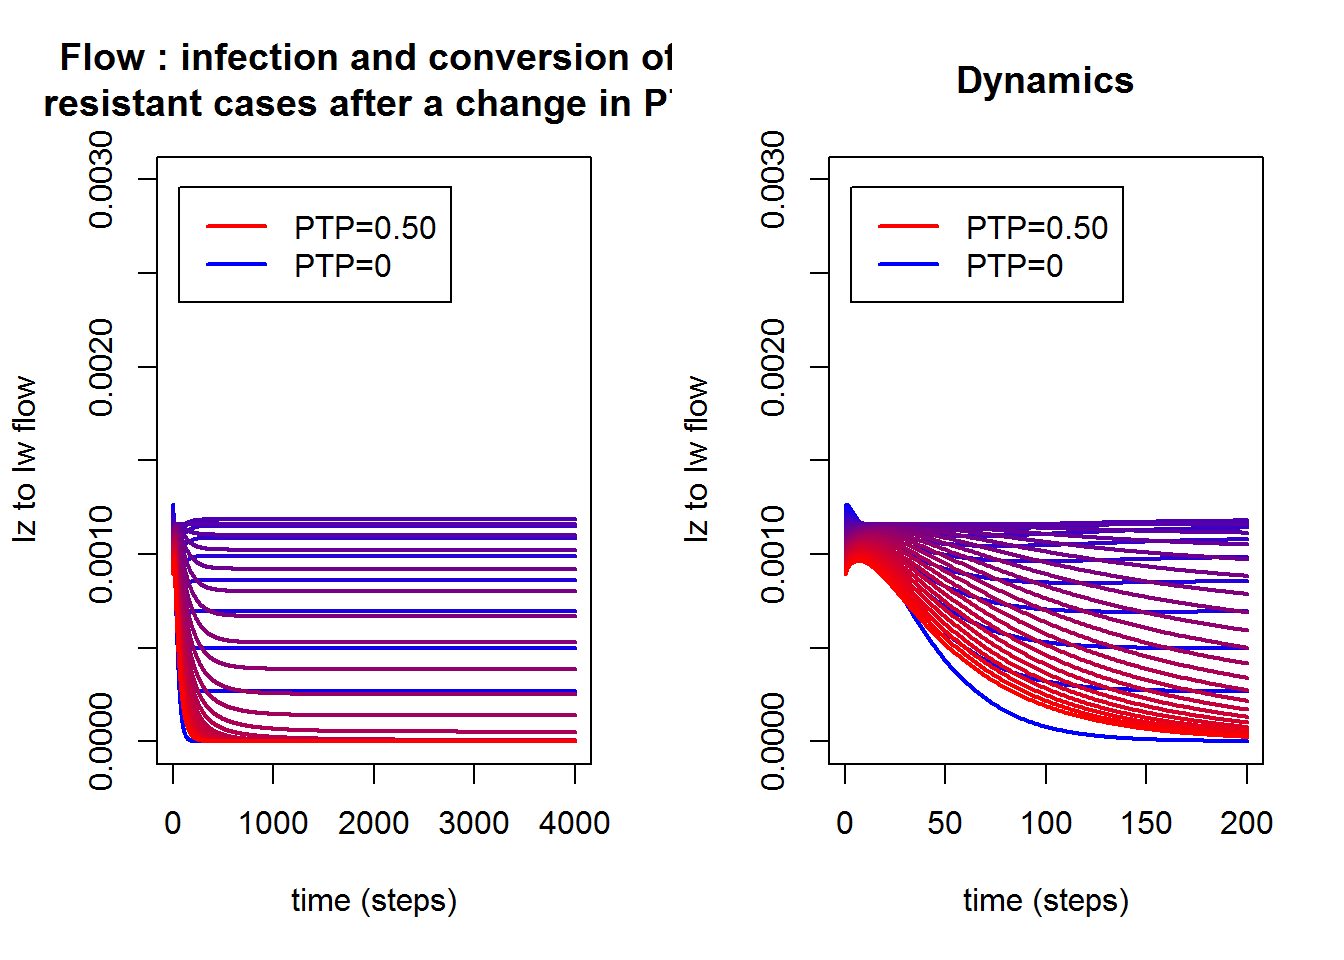 Flow : infection and conversion of
resistant cases after a change in PT
Dynamics
Iz to Iw flow
0.0000
0.0010
0.0020
0.0030
PTP=0.50
PTP=0
0
1000
2000
3000
4000
time (steps)
Iz to Iw flow
0.0000
0.0010
0.0020
0.0030
PTP=0.50
PTP=0
0
50
100
150
200
time (steps)